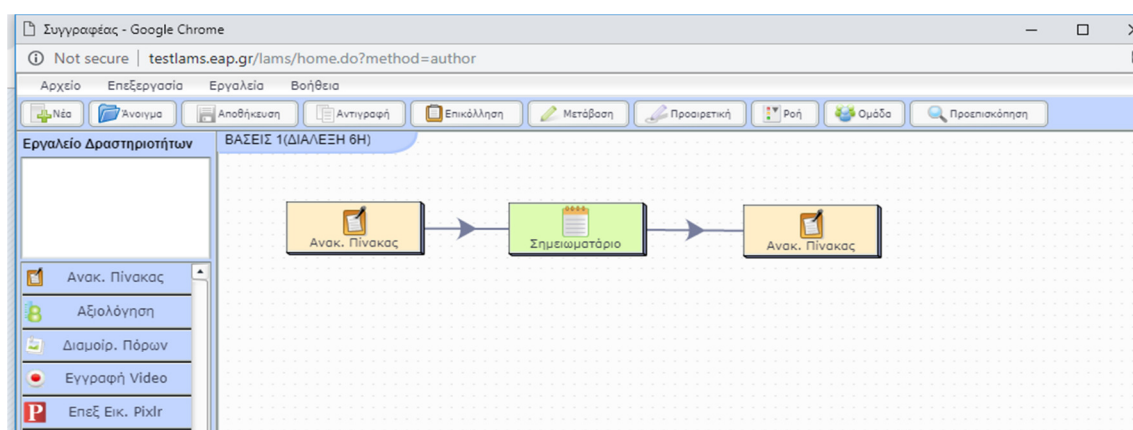 Συγγραφέας - Google Chrome
Not secure | testlams.eap.gr/lams/home.do?method=author
Αρχείο Επεξεργασία Εργαλεία Βοήθεια
Νέα Άνοιγμα Αποθήκευση Αντιγραφή Επικόλληση Μετάβαση Προαιρετική Ροή Ομάδα Προεπισκόπηση
Εργαλείο Δραστηριοτήτων ΒΑΣΕΙΣ 1(ΔΙΑΛΕΞΗ 6Η)
Ανακ. Πίνακας Σημειωματάριο Ανακ. Πίνακας
Ανακ. Πίνακας
Αξιολόγηση
Διαμοίρ. Πόρων
Εγγραφή Video
Επεξ Εικ. Pixlr